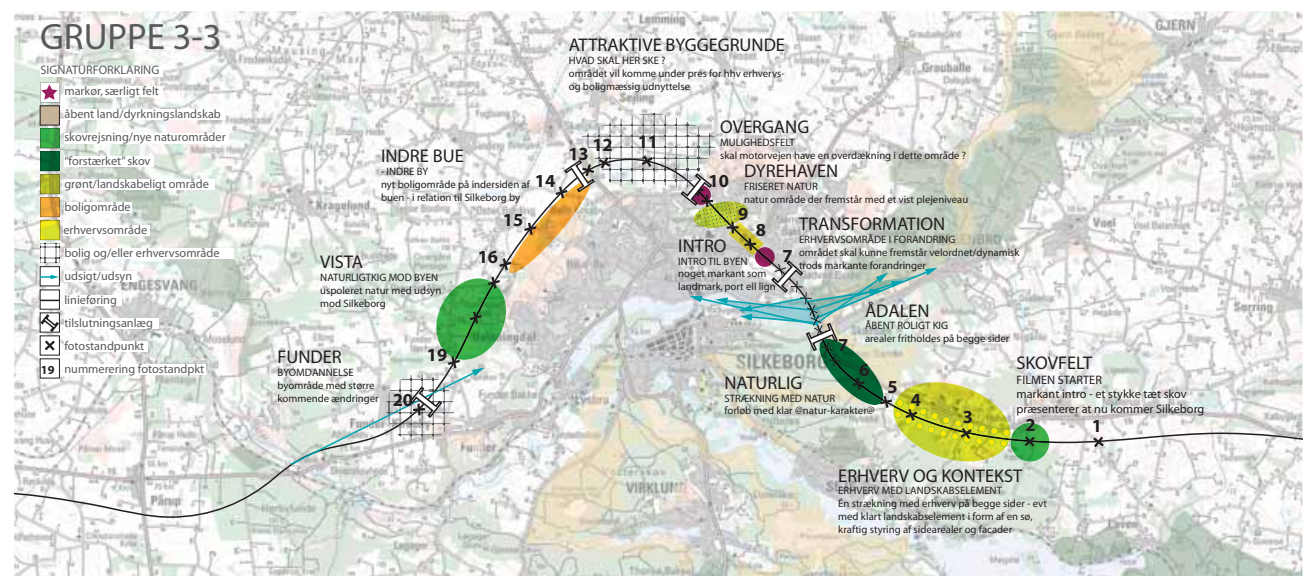 GRUPPE 3-3
SIGNATURFORKLARING
markør, særligt felt
åbent land/dyrkningslandskab
skovrejsning/nye naturområder
"forstærket" skov
grønt/landskabeligt område
boligområde
erhvervsområde
bolig og/eller erhvervsområde
udsigt/udsyn
linieføring
tilslutningsanlæg
fotostandpunkt
19 nummerering fotostandpkt
ATTRAKTIVE BYGGEGRUNDE
HVAD SKAL HER SKE ?
området vil komme under pres for hhv erhvervs-
og boligmæssig udnyttelse
OVERGANG
MULIGHEDSFELT
skal motorvejen have en overdækning i dette område ?
DYREHAVEN
FRISERET NATUR
natur område der fremstår med et vist plejeniveau
TRANSFORMATION
ERHVERVSOMRÅDE I FORANDRING
området skal kunne fremstår velordnet/dynamisk
trods markante forandringer
INTRO
INTRO TIL BYEN
noget markant som
landmark, port ell lign
ÅDALEN
ÅBENT ROLIGT KIG
arealer fritholdes på begge sider
SKOVFELT
FILMEN STARTER
markant intro - et stykke tæt skov
præsenterer at nu kommer Silkeborg
NATURLIG
STRÆKNING MED NATUR
forløb med klar @natur-karakter@
ERHVERV OG KONTEKST
ERHVERV MED LANDSKABSELEMENT
En strækning med erhverv på begge sider - evt
med klart landskabselement i form af en sø,
kraftig styring af sidearealer og facader
INDRE BUE
- INDRE BY
nyt boligområde på indersiden af
buen - i relation til Silkeborg by
VISTA
NATURLIGTKIG MOD BYEN
uspoleret natur med udsyn
mod Silkeborg
FUNDER
BYOMDANNELSE
byområde med større
kommende ændringer
1
2
3
4
5
6
7
7
8
9
10
11
12
13
14
15
16
19
20
Lemming
GJERN
Grauballe
Sejling
Kragelund
ENGESVANG
SILKEBORG
VIRKLUND
Pårup
Funder
Voel
Sorring